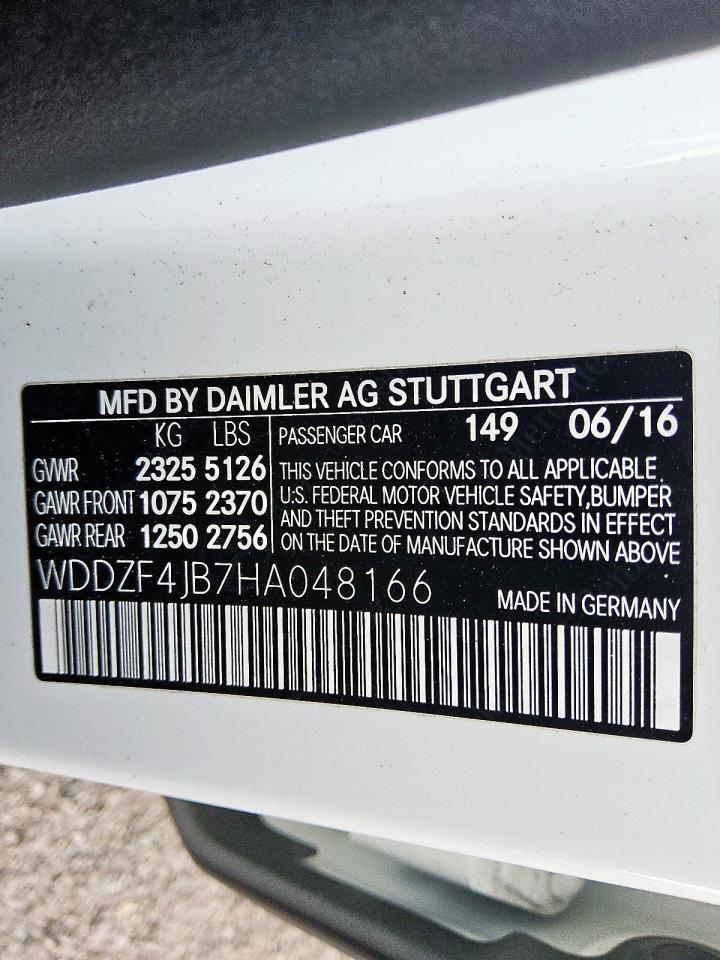 MFD BY DAIMLER AG STUTTGART
KG LBS
GVWR 2325 5126
GAWR FRONT 1075 2370
GAWR REAR 1250 2756
PASSENGER CAR 149 06/16
THIS VEHICLE CONFORMS TO ALL APPLICABLE
U.S. FEDERAL MOTOR VEHICLE SAFETY,BUMPER
AND THEFT PREVENTION STANDARDS IN EFFECT
ON THE DATE OF MANUFACTURE SHOWN ABOVE
WDDZF4JB7HA048166
MADE IN GERMANY